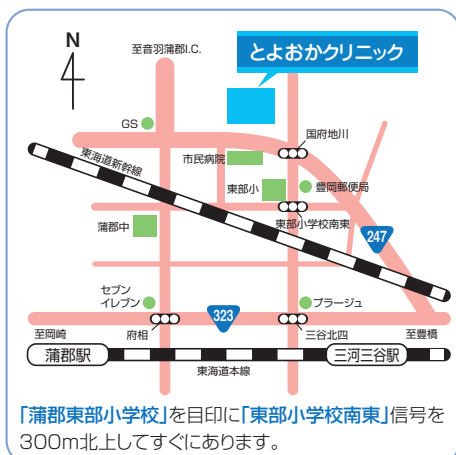 N
至音羽蒲郡I.C.
とよおかクリニック
GS
国府地川
東海道新幹線
市民病院
東部小
豊岡郵便局
蒲郡中
東部小学校南東
247
セブン
イレブン
プラージュ
323
至岡崎
府相
三谷北四
至豊橋
蒲郡駅
三河三谷駅
東海道本線
「蒲郡東部小学校」を目印に「東部小学校南東」信号を
300m北上してすぐにあります。